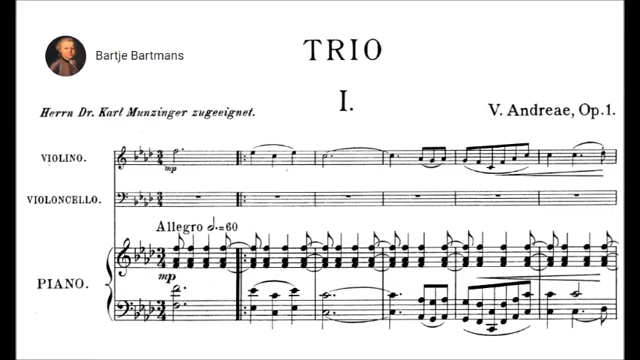 Bartje Bartmans
TRIO
I.
Herrn Dr. Karl Munzinger zugeeignet.
V. Andreae, Op. 1.
VIOLINO.
mp
VIOLONCELLO.
Allegro 𝅗𝅥.=60
mp
PIANO.